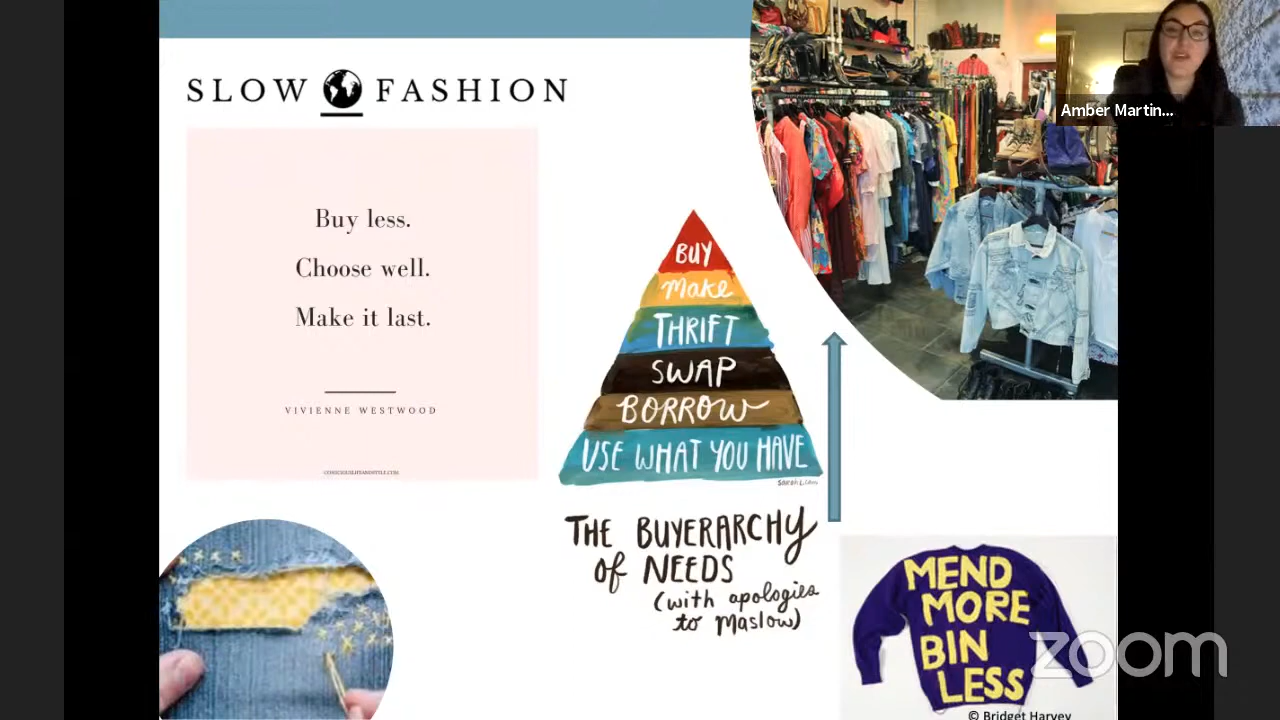 SLOW FASHION
Buy less.
Choose well.
Make it last.
VIVIENNE WESTWOOD
BUY
Make
THRIFT
SWAP
BORROW
USE WHAT YOU HAVE
THE BUYERARCHY
of NEEDS
(with apologies
to Maslow)
Amber Martin...
MEND
MORE
BIN
LESS
zoom
© Bridget Harvey